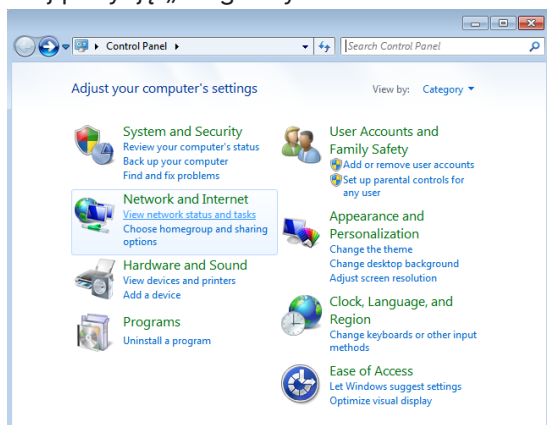 Control Panel
Search Control Panel
Adjust your computer's settings
View by: Category
System and Security
Review your computer's status
Back up your computer
Find and fix problems
Network and Internet
View network status and tasks
Choose homegroup and sharing
options
Hardware and Sound
View devices and printers
Add a device
Programs
Uninstall a program
User Accounts and
Family Safety
Add or remove user accounts
Set up parental controls for
any user
Appearance and
Personalization
Change the theme
Change desktop background
Adjust screen resolution
Clock, Language, and
Region
Change keyboards or other input
methods
Ease of Access
Let Windows suggest settings
Optimize visual display